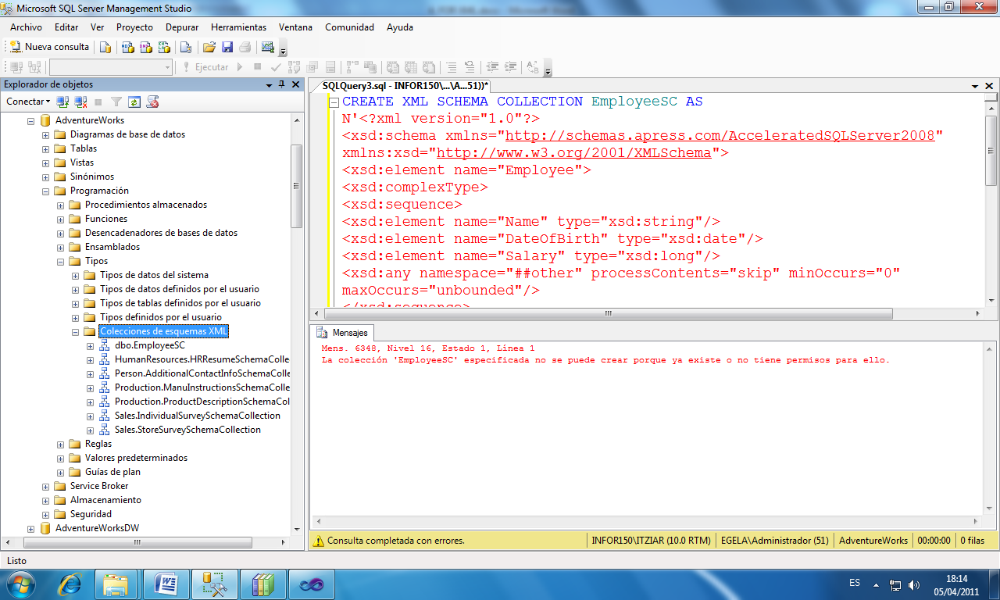 Microsoft SQL Server Management Studio
Archivo Editar Ver Proyecto Depurar Herramientas Ventana Comunidad Ayuda
Nueva consulta
Ejecutar
Explorador de objetos
Conectar
AdventureWorks
Diagramas de base de datos
Tablas
Vistas
Sinónimos
Programación
Procedimientos almacenados
Funciones
Desencadenadores de bases de datos
Ensamblados
Tipos
Tipos de datos del sistema
Tipos de datos definidos por el usuario
Tipos de tablas definidos por el usuario
Tipos definidos por el usuario
Colecciones de esquemas XML
dbo.EmployeeSC
HumanResources.HRResumeSchemaColle
Person.AdditionalContactInfoSchemaColle
Production.ManuInstructionsSchemaColle
Production.ProductDescriptionSchemaCol
Sales.IndividualSurveySchemaCollection
Sales.StoreSurveySchemaCollection
Reglas
Valores predeterminados
Guías de plan
Service Broker
Almacenamiento
Seguridad
AdventureWorksDW
SQLQuery3.sql - INFOR150\...\A...51))*
CREATE XML SCHEMA COLLECTION EmployeeSC AS
N'<?xml version="1.0"?>
<xsd:schema xmlns="http://schemas.apress.com/AcceleratedSQLServer2008"
xmlns:xsd="http://www.w3.org/2001/XMLSchema">
<xsd:element name="Employee">
<xsd:complexType>
<xsd:sequence>
<xsd:element name="Name" type="xsd:string"/>
<xsd:element name="DateOfBirth" type="xsd:date"/>
<xsd:element name="Salary" type="xsd:long"/>
<xsd:any namespace="##other" processContents="skip" minOccurs="0"
maxOccurs="unbounded"/>
</xsd:sequence>
Mensajes
Mens. 6348, Nivel 16, Estado 1, Línea 1
La colección 'EmployeeSC' especificada no se puede crear porque ya existe o no tiene permisos para ello.
Consulta completada con errores.
INFOR150\ITZIAR (10.0 RTM) EGELA\Administrador (51) AdventureWorks 00:00:00 0 filas
Listo
ES
18:14
05/04/2011